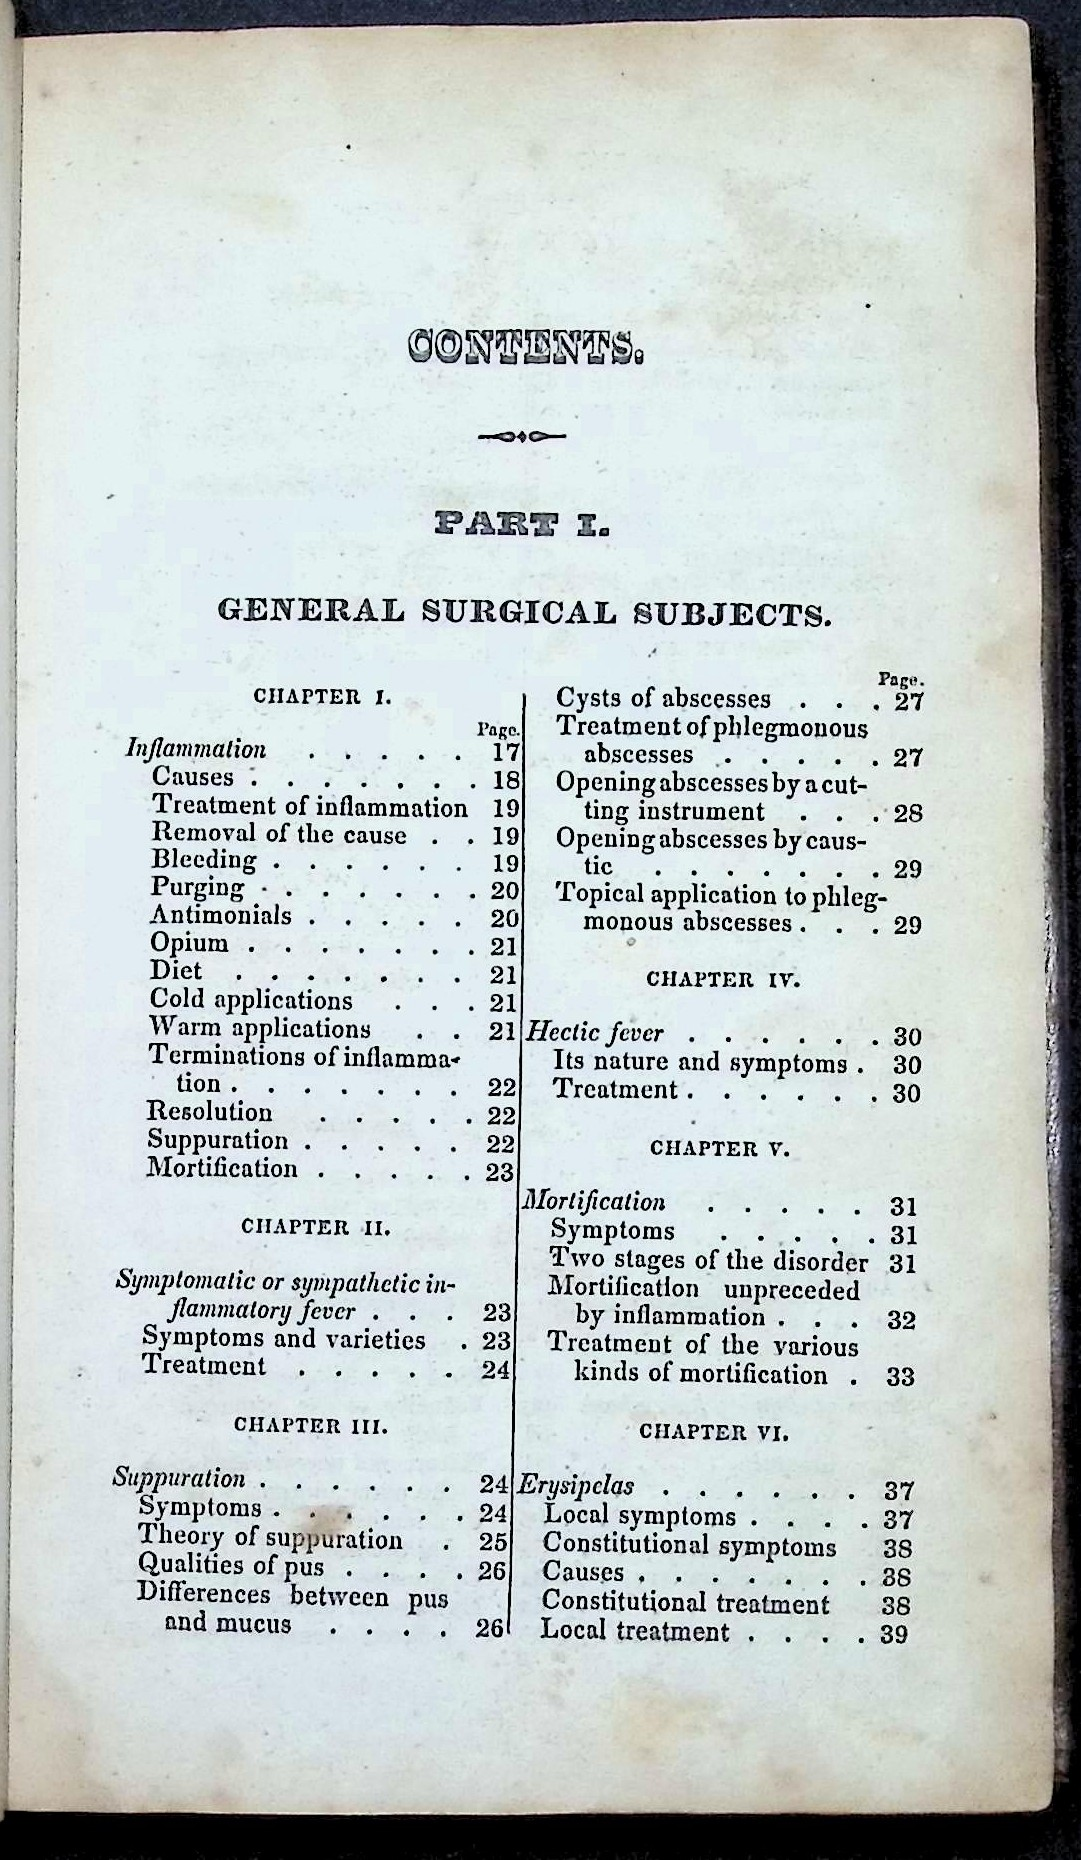 CONTENTS.
PART I.
GENERAL SURGICAL SUBJECTS.
CHAPTER I.
Page.
Inflammation . . . . . 17
Causes . . . . . . . 18
Treatment of inflammation 19
Removal of the cause . . 19
Bleeding . . . . . . 19
Purging . . . . . . . 20
Antimonials . . . . . 20
Opium . . . . . . . 21
Diet . . . . . . . 21
Cold applications . . . 21
Warm applications . . 21
Terminations of inflamma-
tion . . . . . . . 22
Resolution . . . . . 22
Suppuration . . . . . 22
Mortification . . . . . 23
CHAPTER II.
Symptomatic or sympathetic in-
flammatory fever . . . 23
Symptoms and varieties . 23
Treatment . . . . . 24
CHAPTER III.
Suppuration . . . . . . 24
Symptoms . . . . . . 24
Theory of suppuration . 25
Qualities of pus . . . . 26
Differences between pus
and mucus . . . . 26
Page.
Cysts of abscesses . . . 27
Treatment of phlegmonous
abscesses . . . . . 27
Opening abscesses by a cut-
ting instrument . . . 28
Opening abscesses by caus-
tic . . . . . . . 29
Topical application to phleg-
monous abscesses . . . 29
CHAPTER IV.
Hectic fever . . . . . . 30
Its nature and symptoms . 30
Treatment . . . . . . 30
CHAPTER V.
Mortification . . . . . 31
Symptoms . . . . . 31
Two stages of the disorder 31
Mortification unpreceded
by inflammation . . . 32
Treatment of the various
kinds of mortification . 33
CHAPTER VI.
Erysipelas . . . . . . 37
Local symptoms . . . . 37
Constitutional symptoms 38
Causes . . . . . . . 38
Constitutional treatment 38
Local treatment . . . . 39